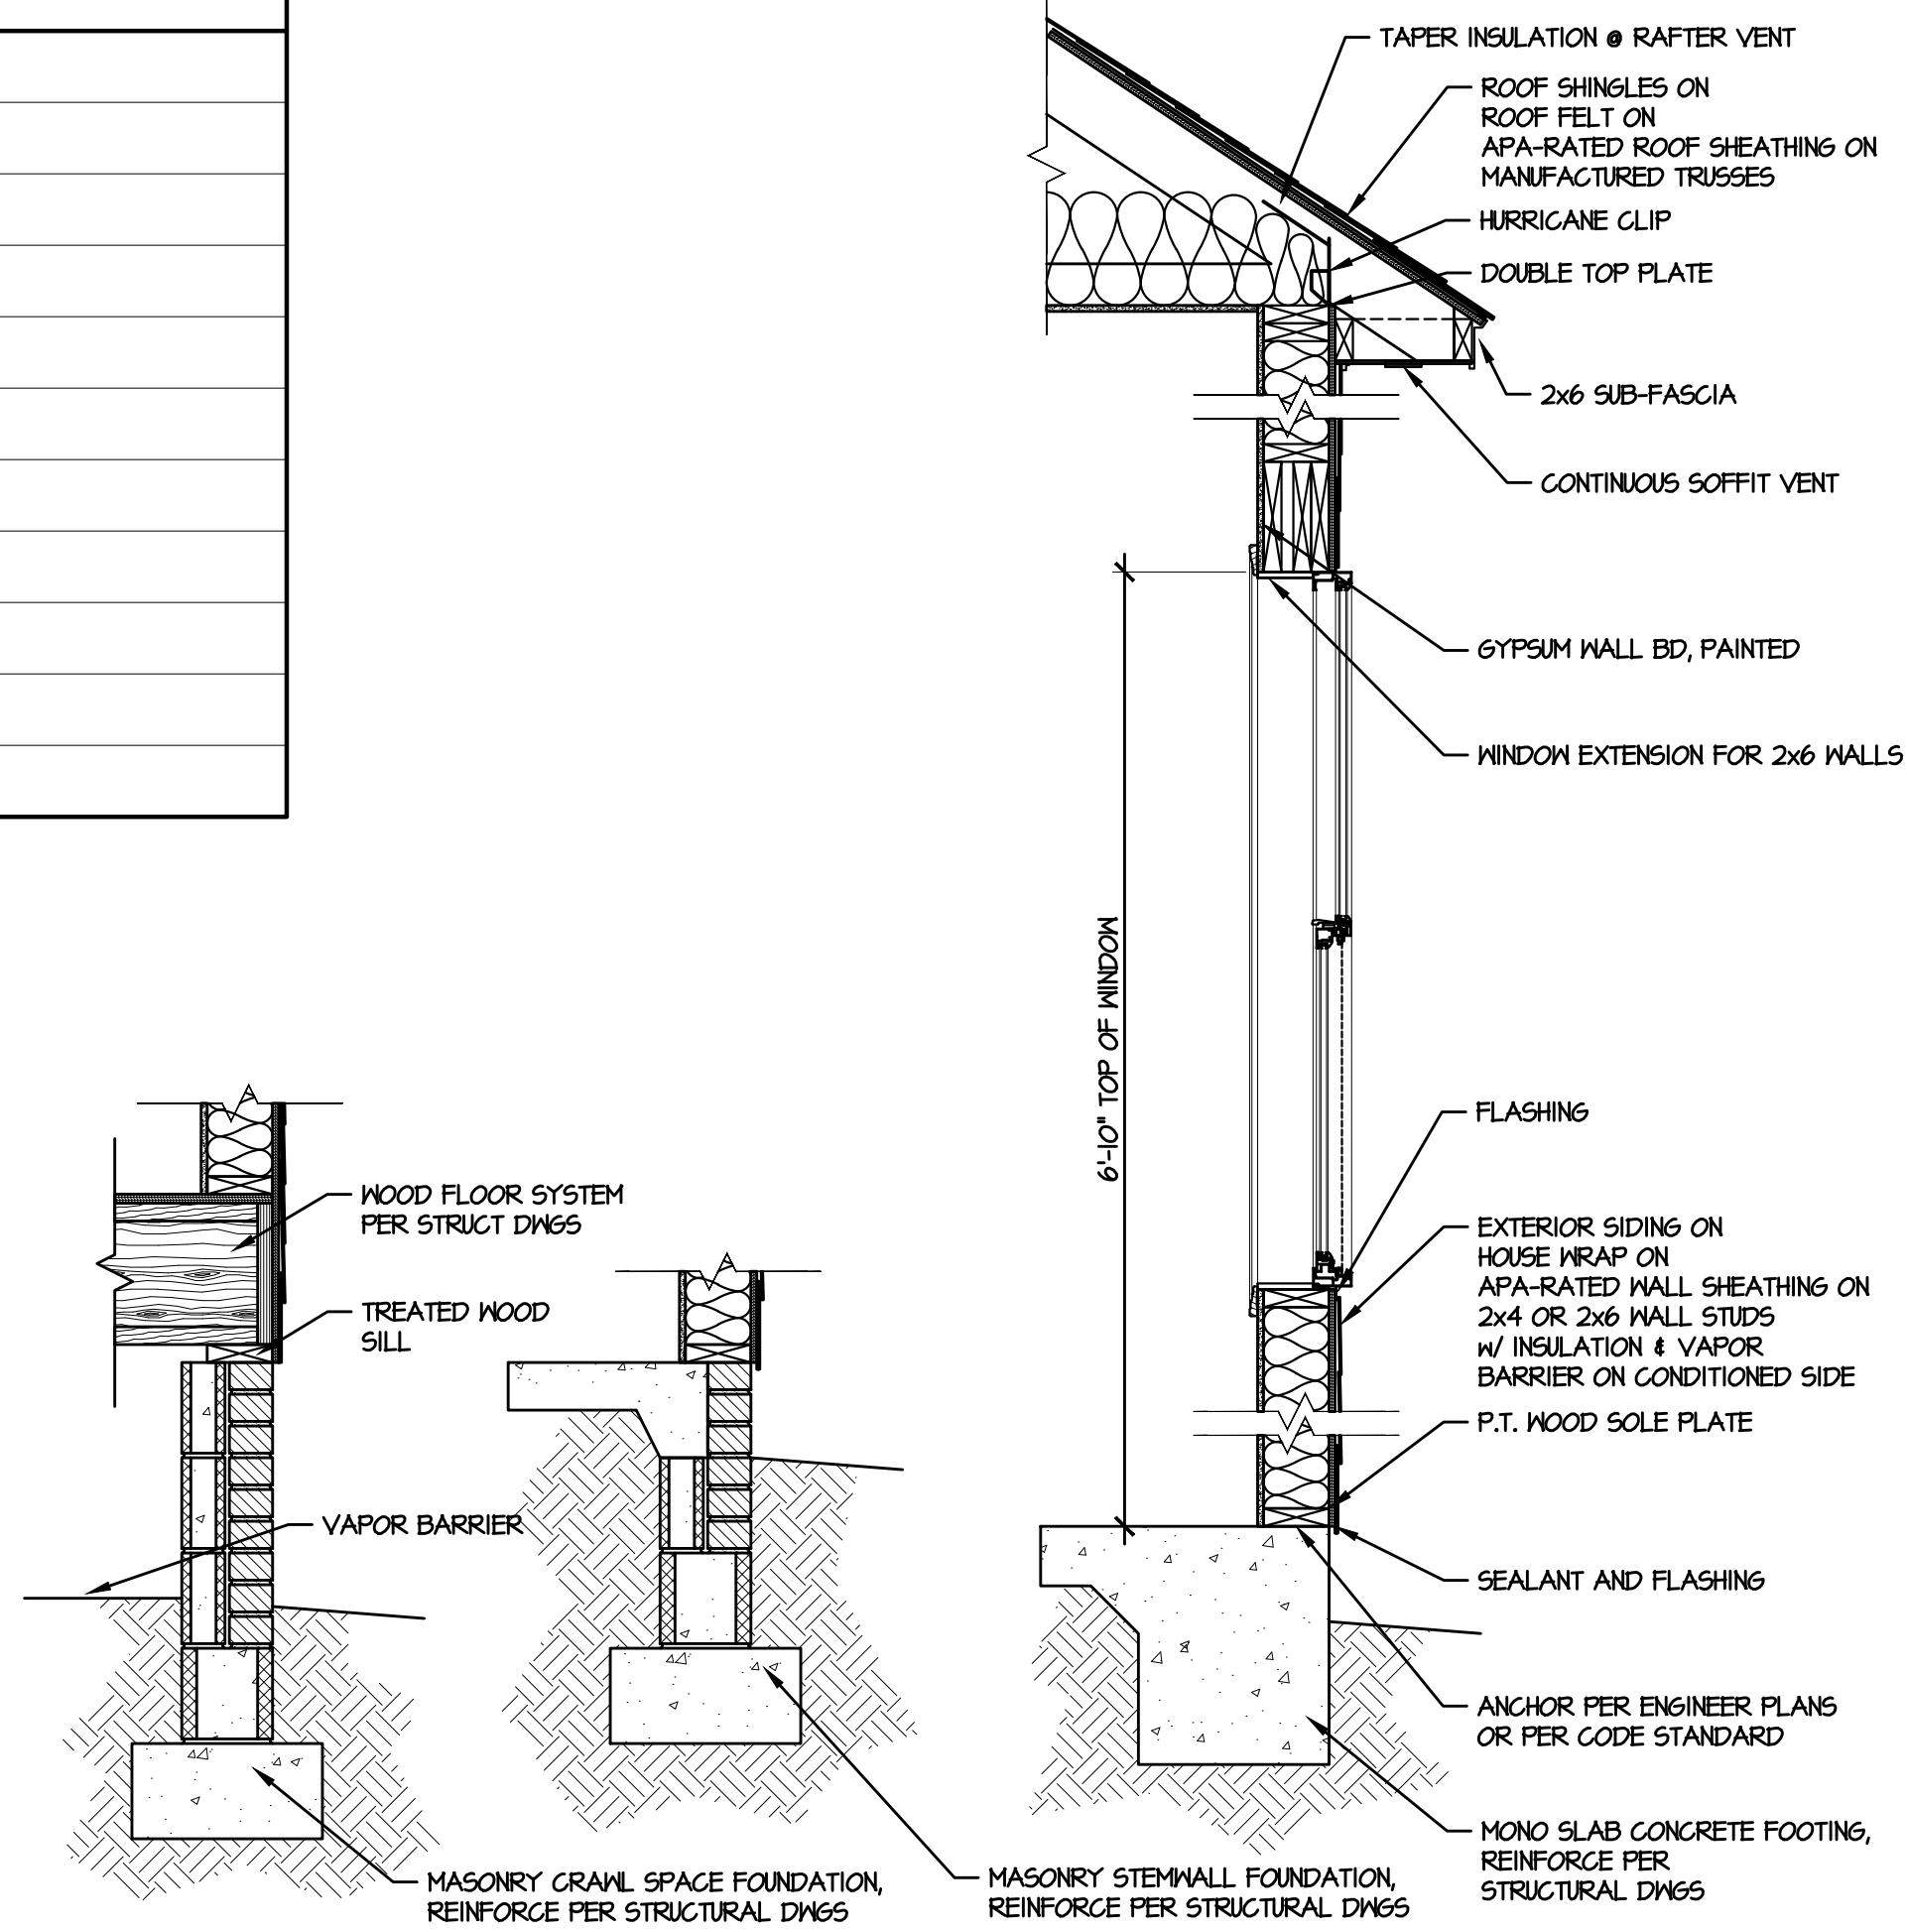 TAPER INSULATION @ RAFTER VENT
ROOF SHINGLES ON
ROOF FELT ON
APA-RATED ROOF SHEATHING ON
MANUFACTURED TRUSSES
HURRICANE CLIP
DOUBLE TOP PLATE
2x6 SUB-FASCIA
CONTINUOUS SOFFIT VENT
GYPSUM WALL BD, PAINTED
WINDOW EXTENSION FOR 2x6 WALLS
6'-10" TOP OF WINDOW
FLASHING
EXTERIOR SIDING ON
HOUSE WRAP ON
APA-RATED WALL SHEATHING ON
2x4 OR 2x6 WALL STUDS
w/ INSULATION & VAPOR
BARRIER ON CONDITIONED SIDE
P.T. WOOD SOLE PLATE
SEALANT AND FLASHING
ANCHOR PER ENGINEER PLANS
OR PER CODE STANDARD
MONO SLAB CONCRETE FOOTING,
REINFORCE PER
STRUCTURAL DWGS
WOOD FLOOR SYSTEM
PER STRUCT DWGS
TREATED WOOD
SILL
VAPOR BARRIER
MASONRY CRAWL SPACE FOUNDATION,
REINFORCE PER STRUCTURAL DWGS
MASONRY STEMWALL FOUNDATION,
REINFORCE PER STRUCTURAL DWGS